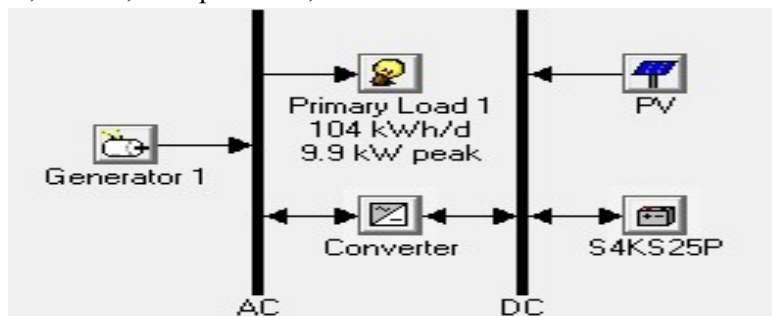 Primary Load 1
104 kWh/d
9.9 kW peak
PV
Generator 1
Converter
S4KS25P
AC
DC